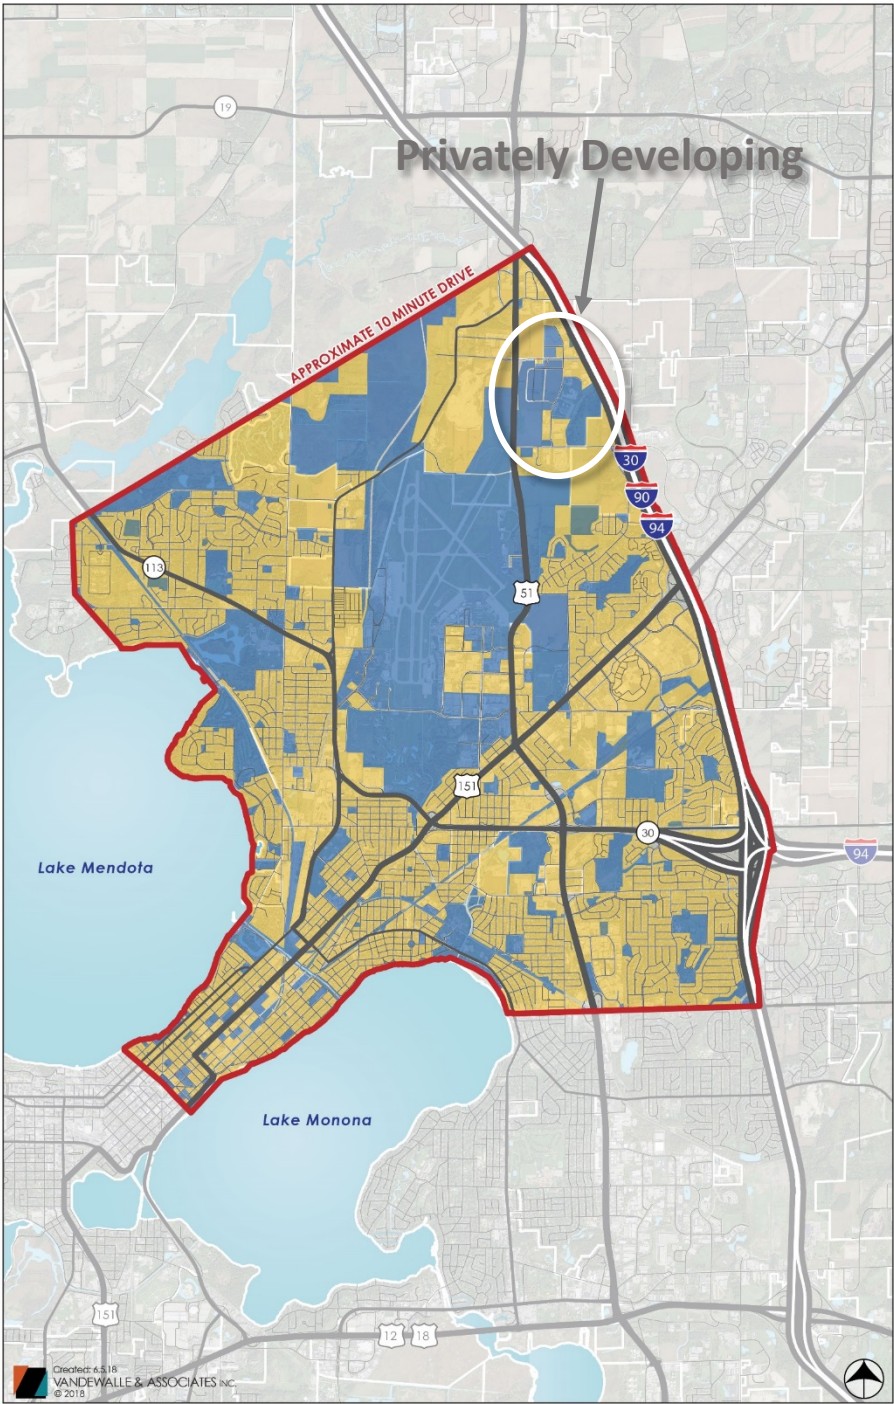 19
Privately Developing
APPROXIMATE 10 MINUTE DRIVE
30
90
94
113
51
151
30
94
Lake Mendota
Lake Monona
151
12 18
Created: 6.5.18
VANDEWALLE & ASSOCIATES INC.
© 2018